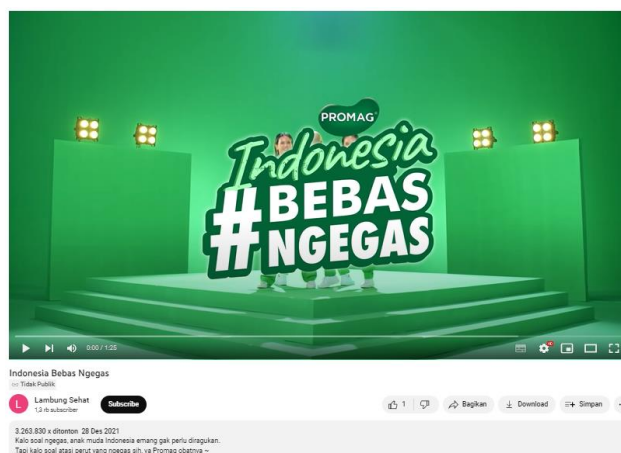 PROMAG
Indonesia
#BEBAS
NGEGAS
0:00 / 1:25
Indonesia Bebas Ngegas
Tidak Publik
L
Lambung Sehat
1,3 rb subscriber
Subscribe
1
Bagikan
Download
Simpan
3.263.830 x ditonton 28 Des 2021
Kalo soal ngegas, anak muda Indonesia emang gak perlu diragukan.
Tapi kalo soal atasi perut yang ngegas sih, ya Promag obatnya ~